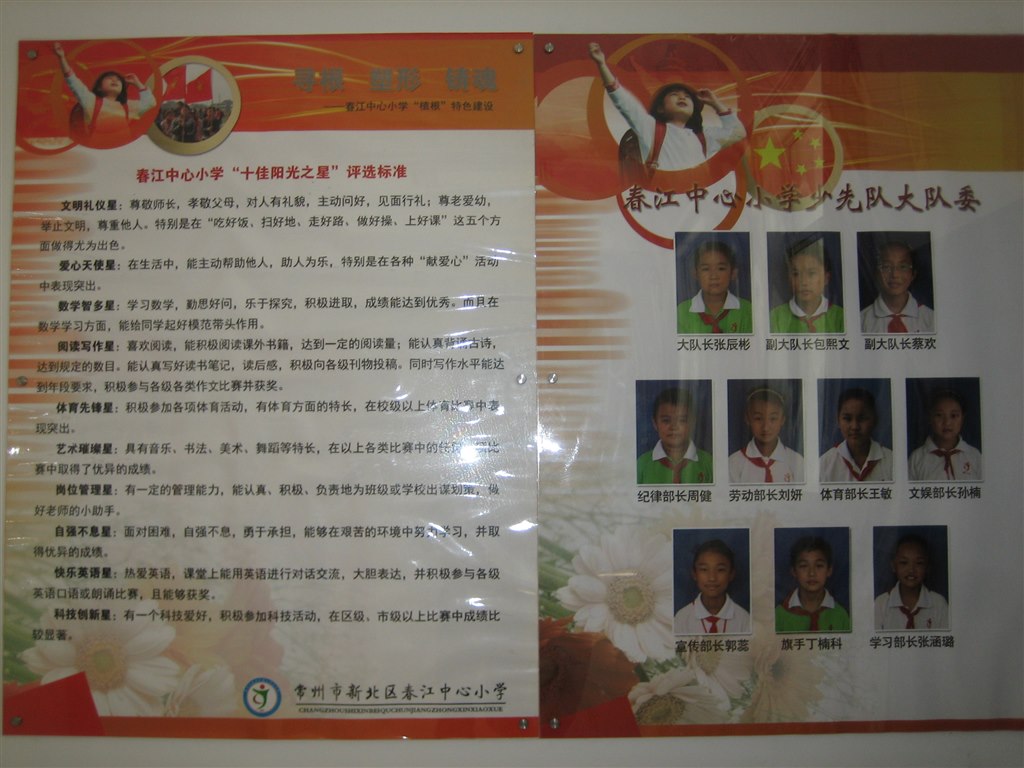 寻根 塑形 铸魂
——春江中心小学“植根”特色建设
春江中心小学“十佳阳光之星”评选标准
文明礼仪星：尊敬师长，孝敬父母，对人有礼貌，主动问好，见面行礼；尊老爱幼，
举止文明，尊重他人。特别是在“吃好饭、扫好地、走好路、做好操、上好课”这五个方
面做得尤为出色。
爱心天使星：在生活中，能主动帮助他人，助人为乐，特别是在各种“献爱心”活动
中表现突出。
数学智多星：学习数学，勤思好问，乐于探究，积极进取，成绩能达到优秀。而且在
数学学习方面，能给同学起好模范带头作用。
阅读写作星：喜欢阅读，能积极阅读课外书籍，达到一定的阅读量；能认真背诵古诗，
达到规定的数目。能认真写好读书笔记，读后感，积极向各级刊物投稿。同时写作水平能达
到年段要求，积极参与各级各类作文比赛并获奖。
体育先锋星：积极参加各项体育活动，有体育方面的特长，在校级以上体育比赛中表
现突出。
艺术璀璨星：具有音乐、书法、美术、舞蹈等特长，在以上各类比赛中的任何一项比
赛中取得了优异的成绩。
岗位管理星：有一定的管理能力，能认真、积极、负责地为班级或学校出谋划策，做
好老师的小助手。
自强不息星：面对困难，自强不息，勇于承担，能够在艰苦的环境中努力学习，并取
得优异的成绩。
快乐英语星：热爱英语，课堂上能用英语进行对话交流，大胆表达，并积极参与各级
英语口语或朗诵比赛，且能够获奖。
科技创新星：有一个科技爱好，积极参加科技活动，在区级、市级以上比赛中成绩比
较显著。
常州市新北区春江中心小学
CHANGZHOUSHIXINBEIQUCHUNJIANGZHONGXINXIAOXUE
春江中心小学少先队大队委
大队长张辰彬 副大队长包熙文 副大队长蔡欢
纪律部长周健 劳动部长刘妍 体育部长王敏 文娱部长孙楠
宣传部长郭蕊 旗手丁楠科 学习部长张涵璐